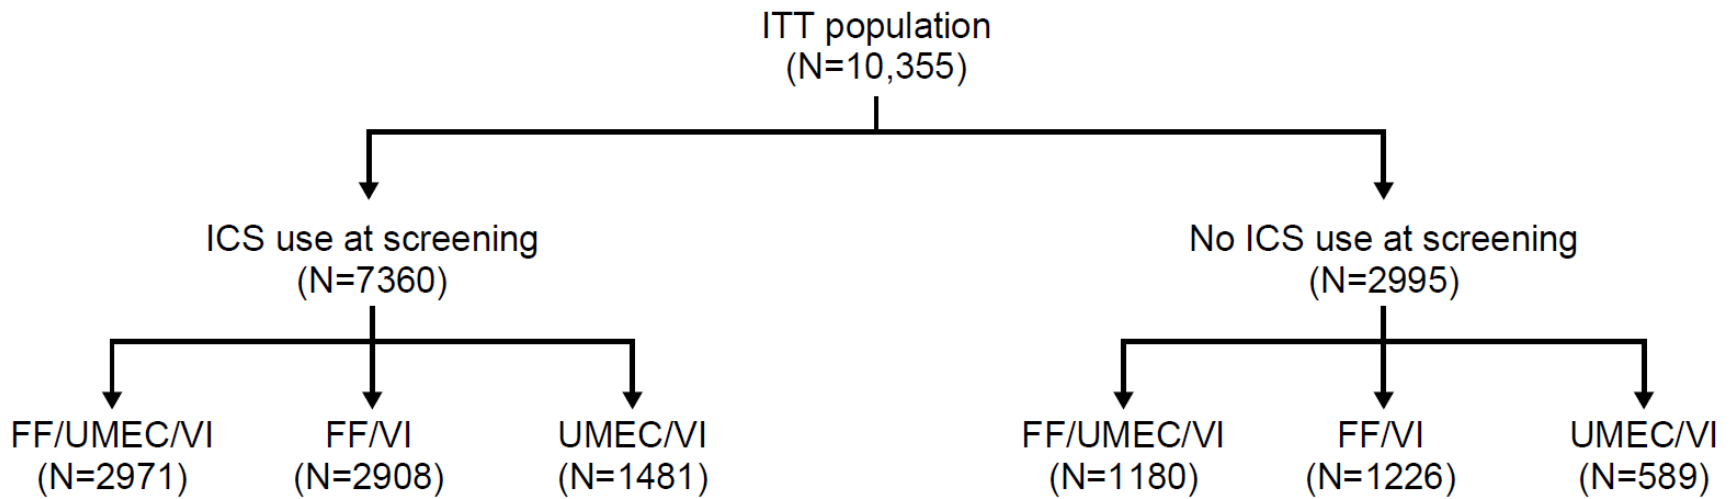 ITT population
(N=10,355)
ICS use at screening
(N=7360)
No ICS use at screening
(N=2995)
FF/UMEC/VI
(N=2971)
FF/VI
(N=2908)
UMEC/VI
(N=1481)
FF/UMEC/VI
(N=1180)
FF/VI
(N=1226)
UMEC/VI
(N=589)